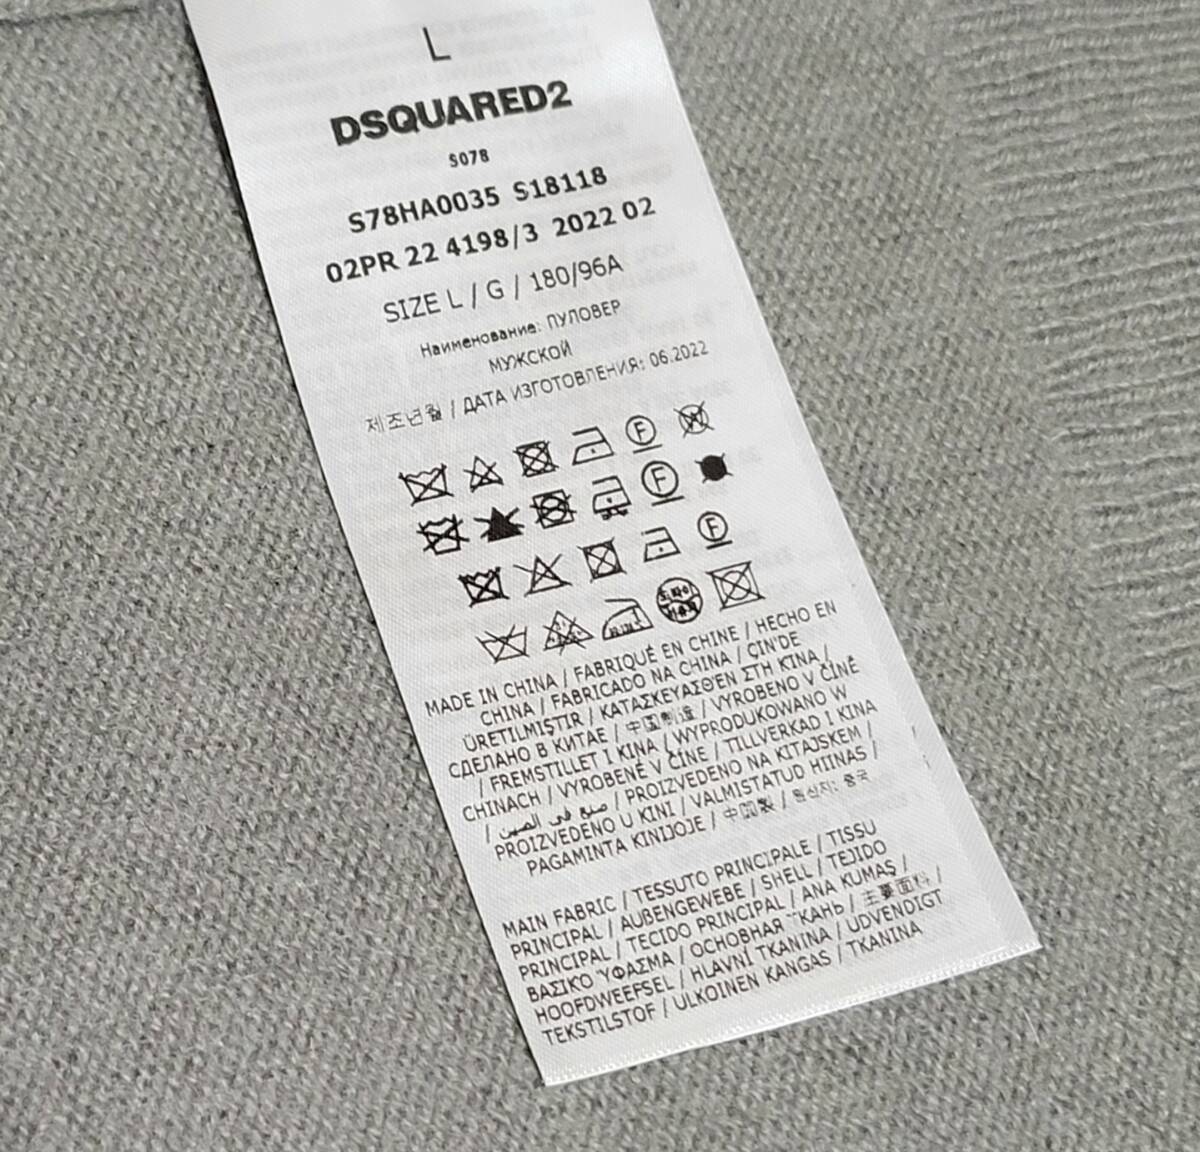 L
DSQUARED2
S078
S78HA0035 S18118
02PR 22 4198/3 2022 02
SIZE L / G / 180/96A
Наименование: ПУЛОВЕР
МУЖСКОЙ
제조년월 / ДАТА ИЗГОТОВЛЕНИЯ: 06.2022
F
W
F
F
MADE IN CHINA / FABRIQUÉ EN CHINE / HECHO EN
CHINA / FABRICADO NA CHINA / ÇIN'DE
ÜRETILMIŞTIR / ΚΑΤΑΣΚΕΥΑΣΘΈΝ ΣΤΗ ΚΙΝΑ /
СДЕЛАНО В КИТАЕ / 中国制造 / VYROBENO V ČÍNĚ
/ FREMSTILLET I KINA / WYPRODUKOWANO W
CHINACH / VYROBENÉ V ČÍNE / TILLVERKAD I KINA
/ صنع في الصين / PROIZVEDENO NA KITAJSKEM /
PROIZVEDENO U KINI / VALMISTATUD HIINAS /
PAGAMINTA KINIJOJE / 中国製 / 원산지: 중국
MAIN FABRIC / TESSUTO PRINCIPALE / TISSU
PRINCIPAL / AUßENGEWEBE / SHELL / TEJIDO
PRINCIPAL / TECIDO PRINCIPAL / ANA KUMAŞ /
ΒΑΣΙΚΟ ΎΦΑΣΜΑ / ОСНОВНАЯ ТКАНЬ / 主要面料 /
HOOFDWEEFSEL / HLAVNÍ TKANINA / UDVENDIGT
TEKSTILSTOF / ULKOINEN KANGAS / TKANINA